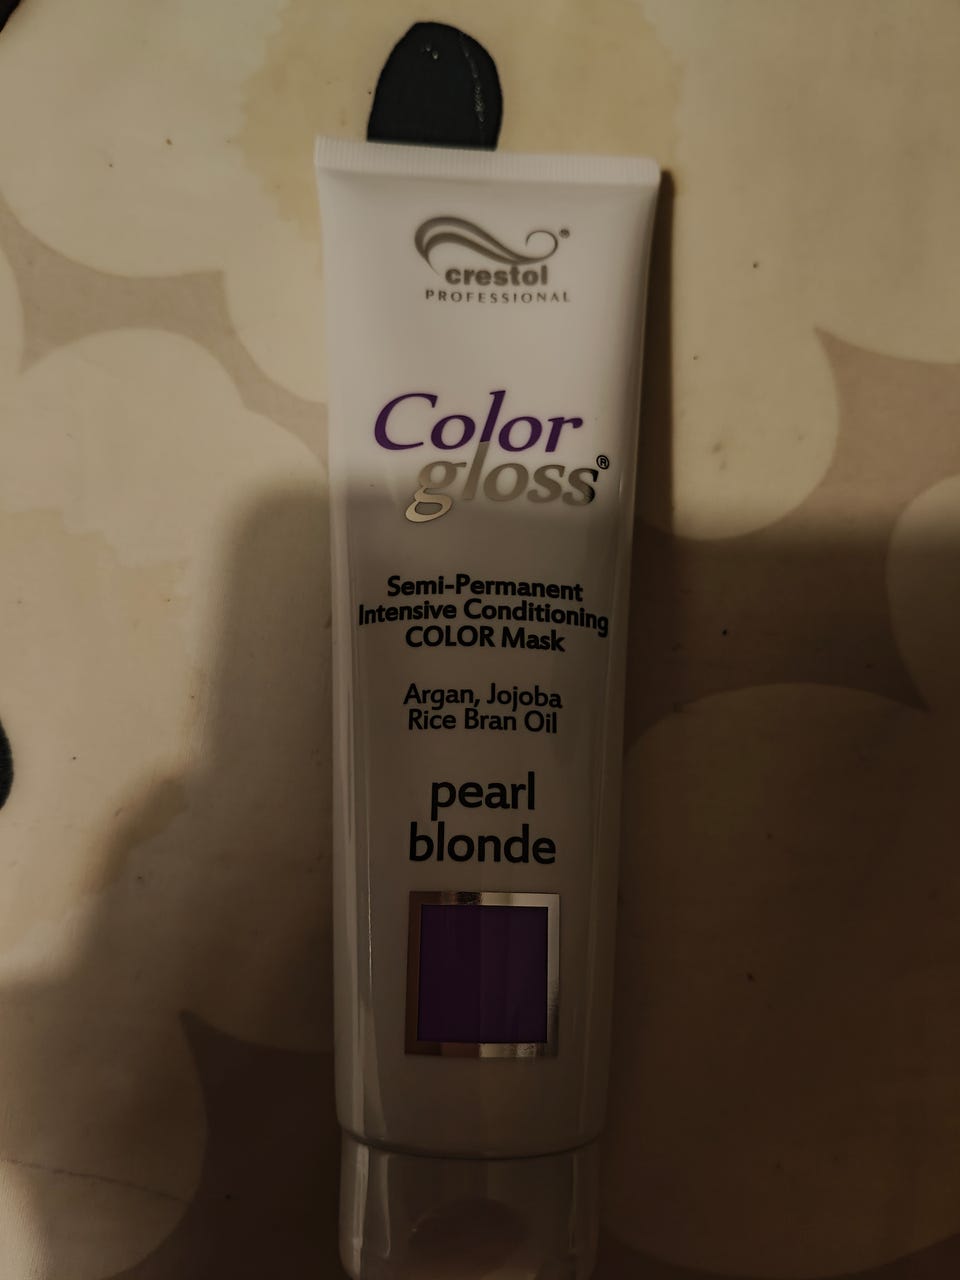 crestol®
PROFESSIONAL
Color
gloss®
Semi-Permanent
Intensive Conditioning
COLOR Mask
Argan, Jojoba
Rice Bran Oil
pearl
blonde